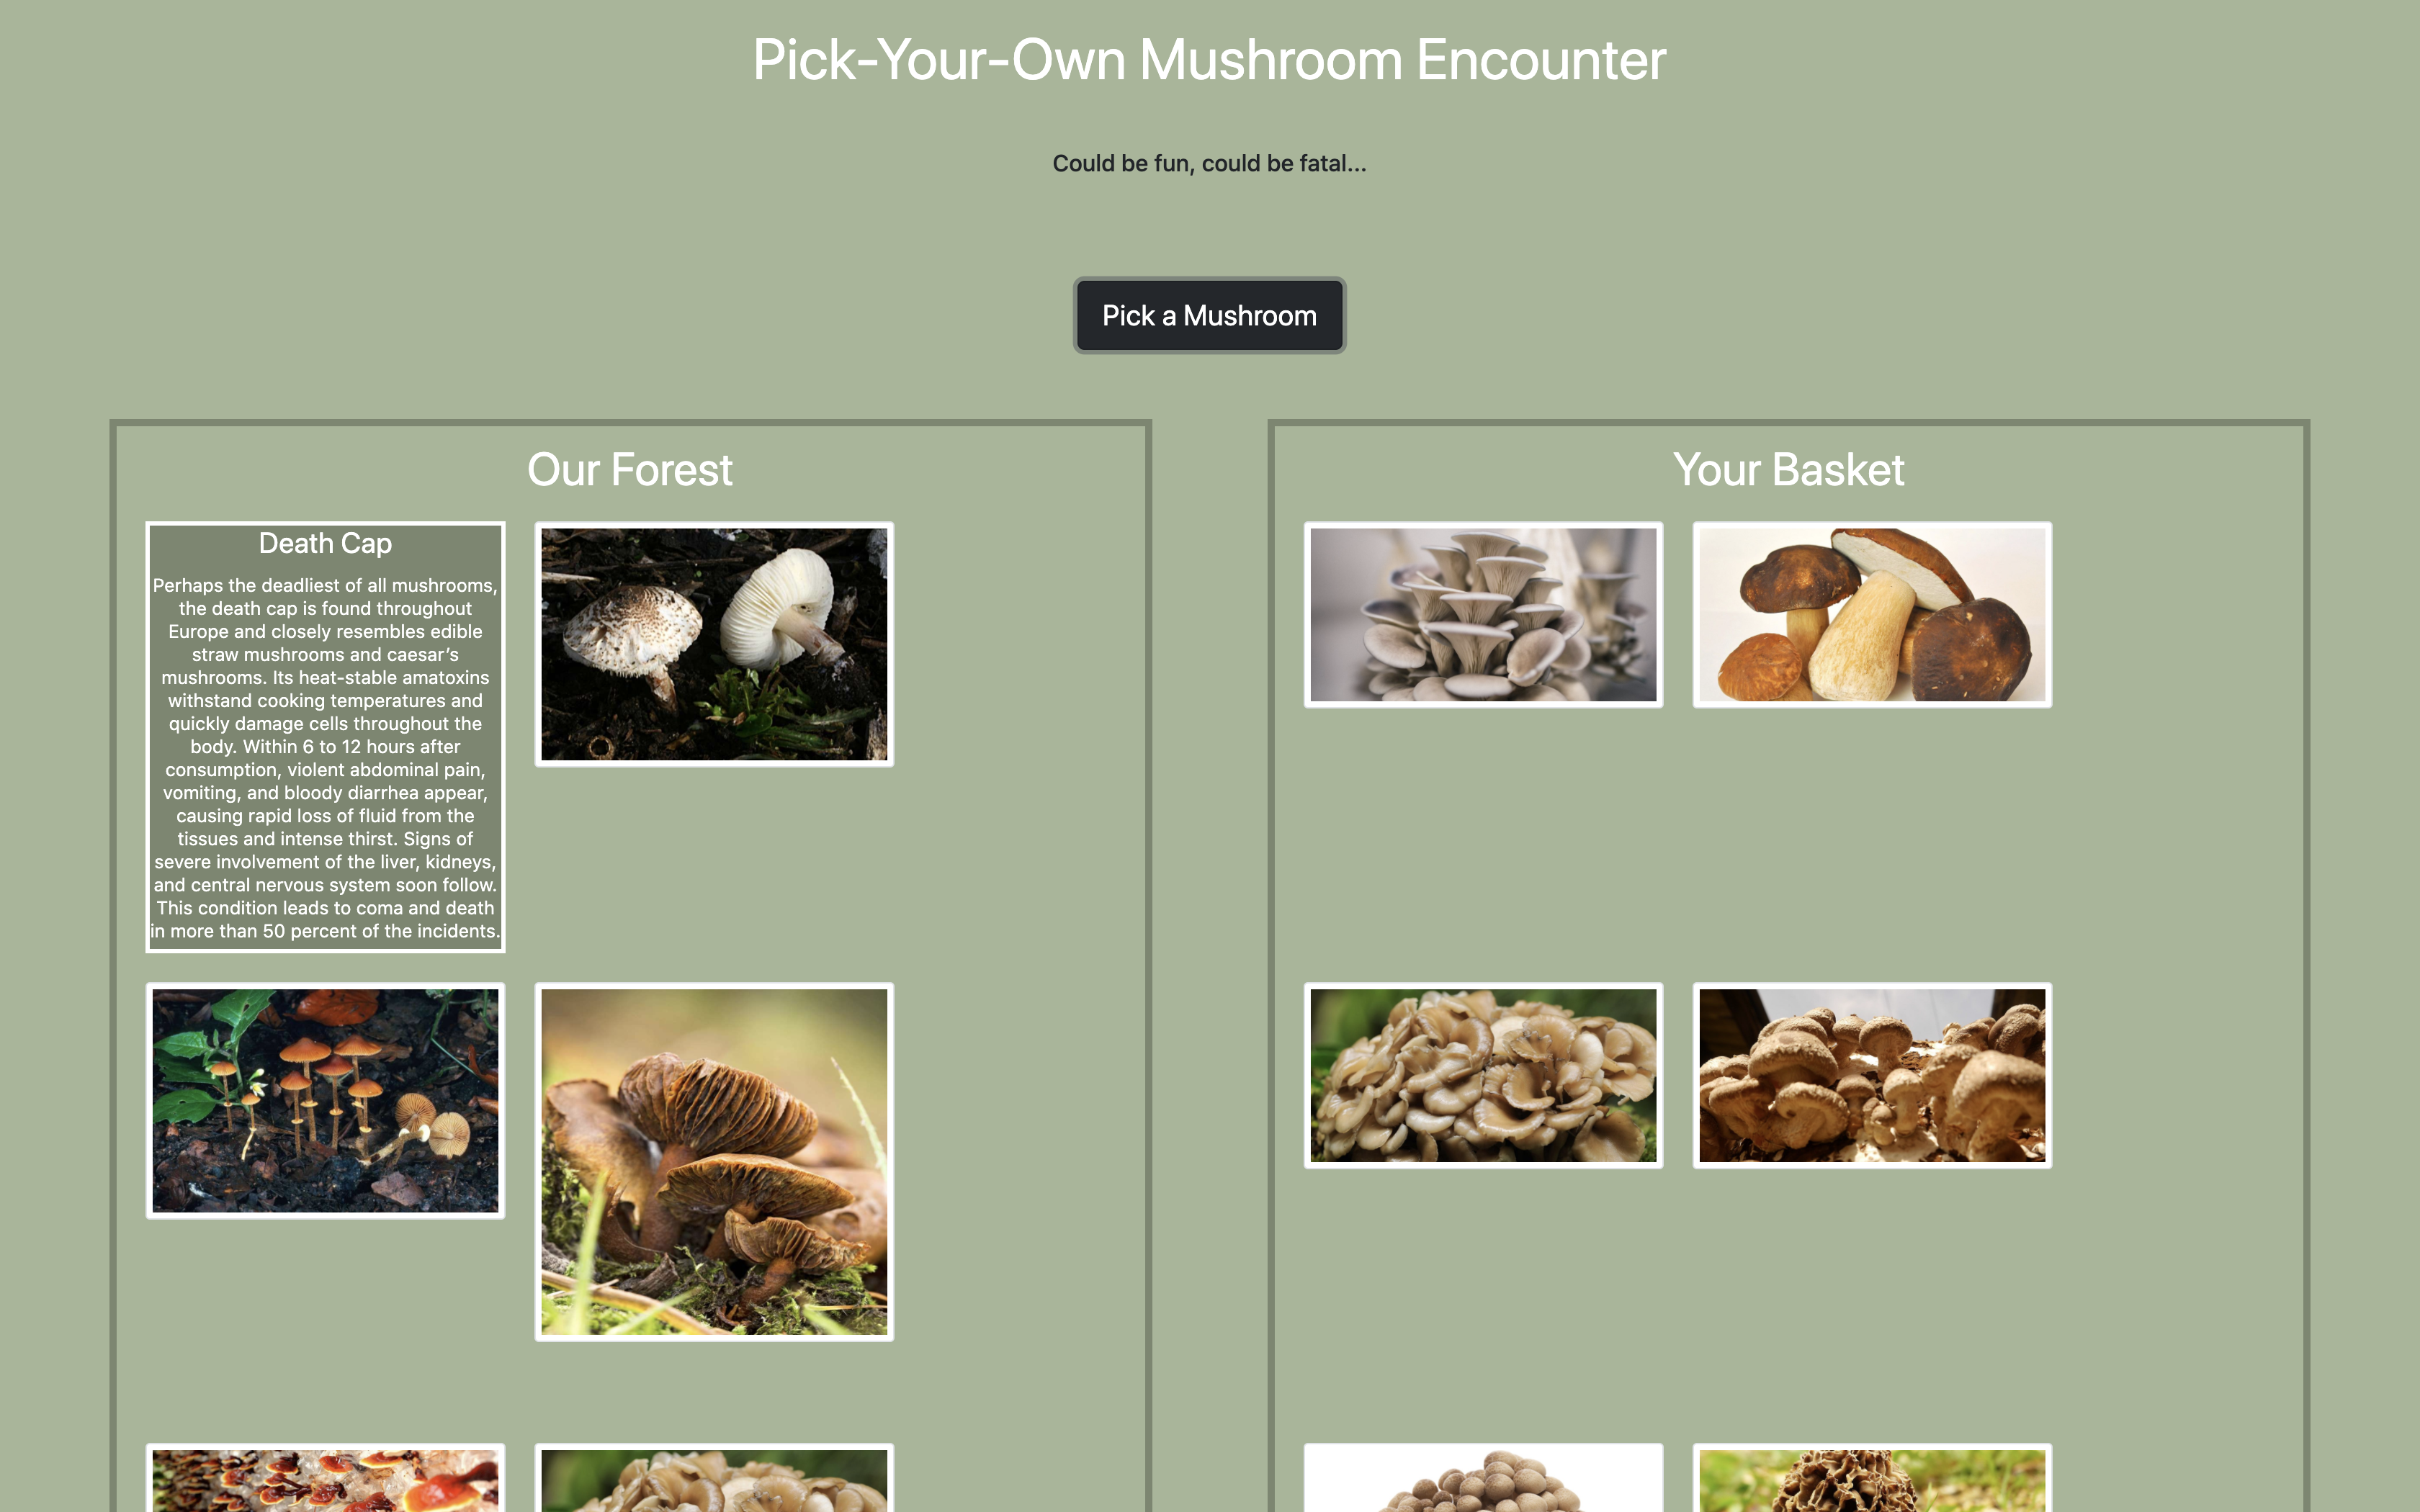 Pick-Your-Own Mushroom Encounter
Could be fun, could be fatal...
Pick a Mushroom
Our Forest
Death Cap
Perhaps the deadliest of all mushrooms,
the death cap is found throughout
Europe and closely resembles edible
straw mushrooms and caesar’s
mushrooms. Its heat-stable amatoxins
withstand cooking temperatures and
quickly damage cells throughout the
body. Within 6 to 12 hours after
consumption, violent abdominal pain,
vomiting, and bloody diarrhea appear,
causing rapid loss of fluid from the
tissues and intense thirst. Signs of
severe involvement of the liver, kidneys,
and central nervous system soon follow.
This condition leads to coma and death
in more than 50 percent of the incidents.
Your Basket